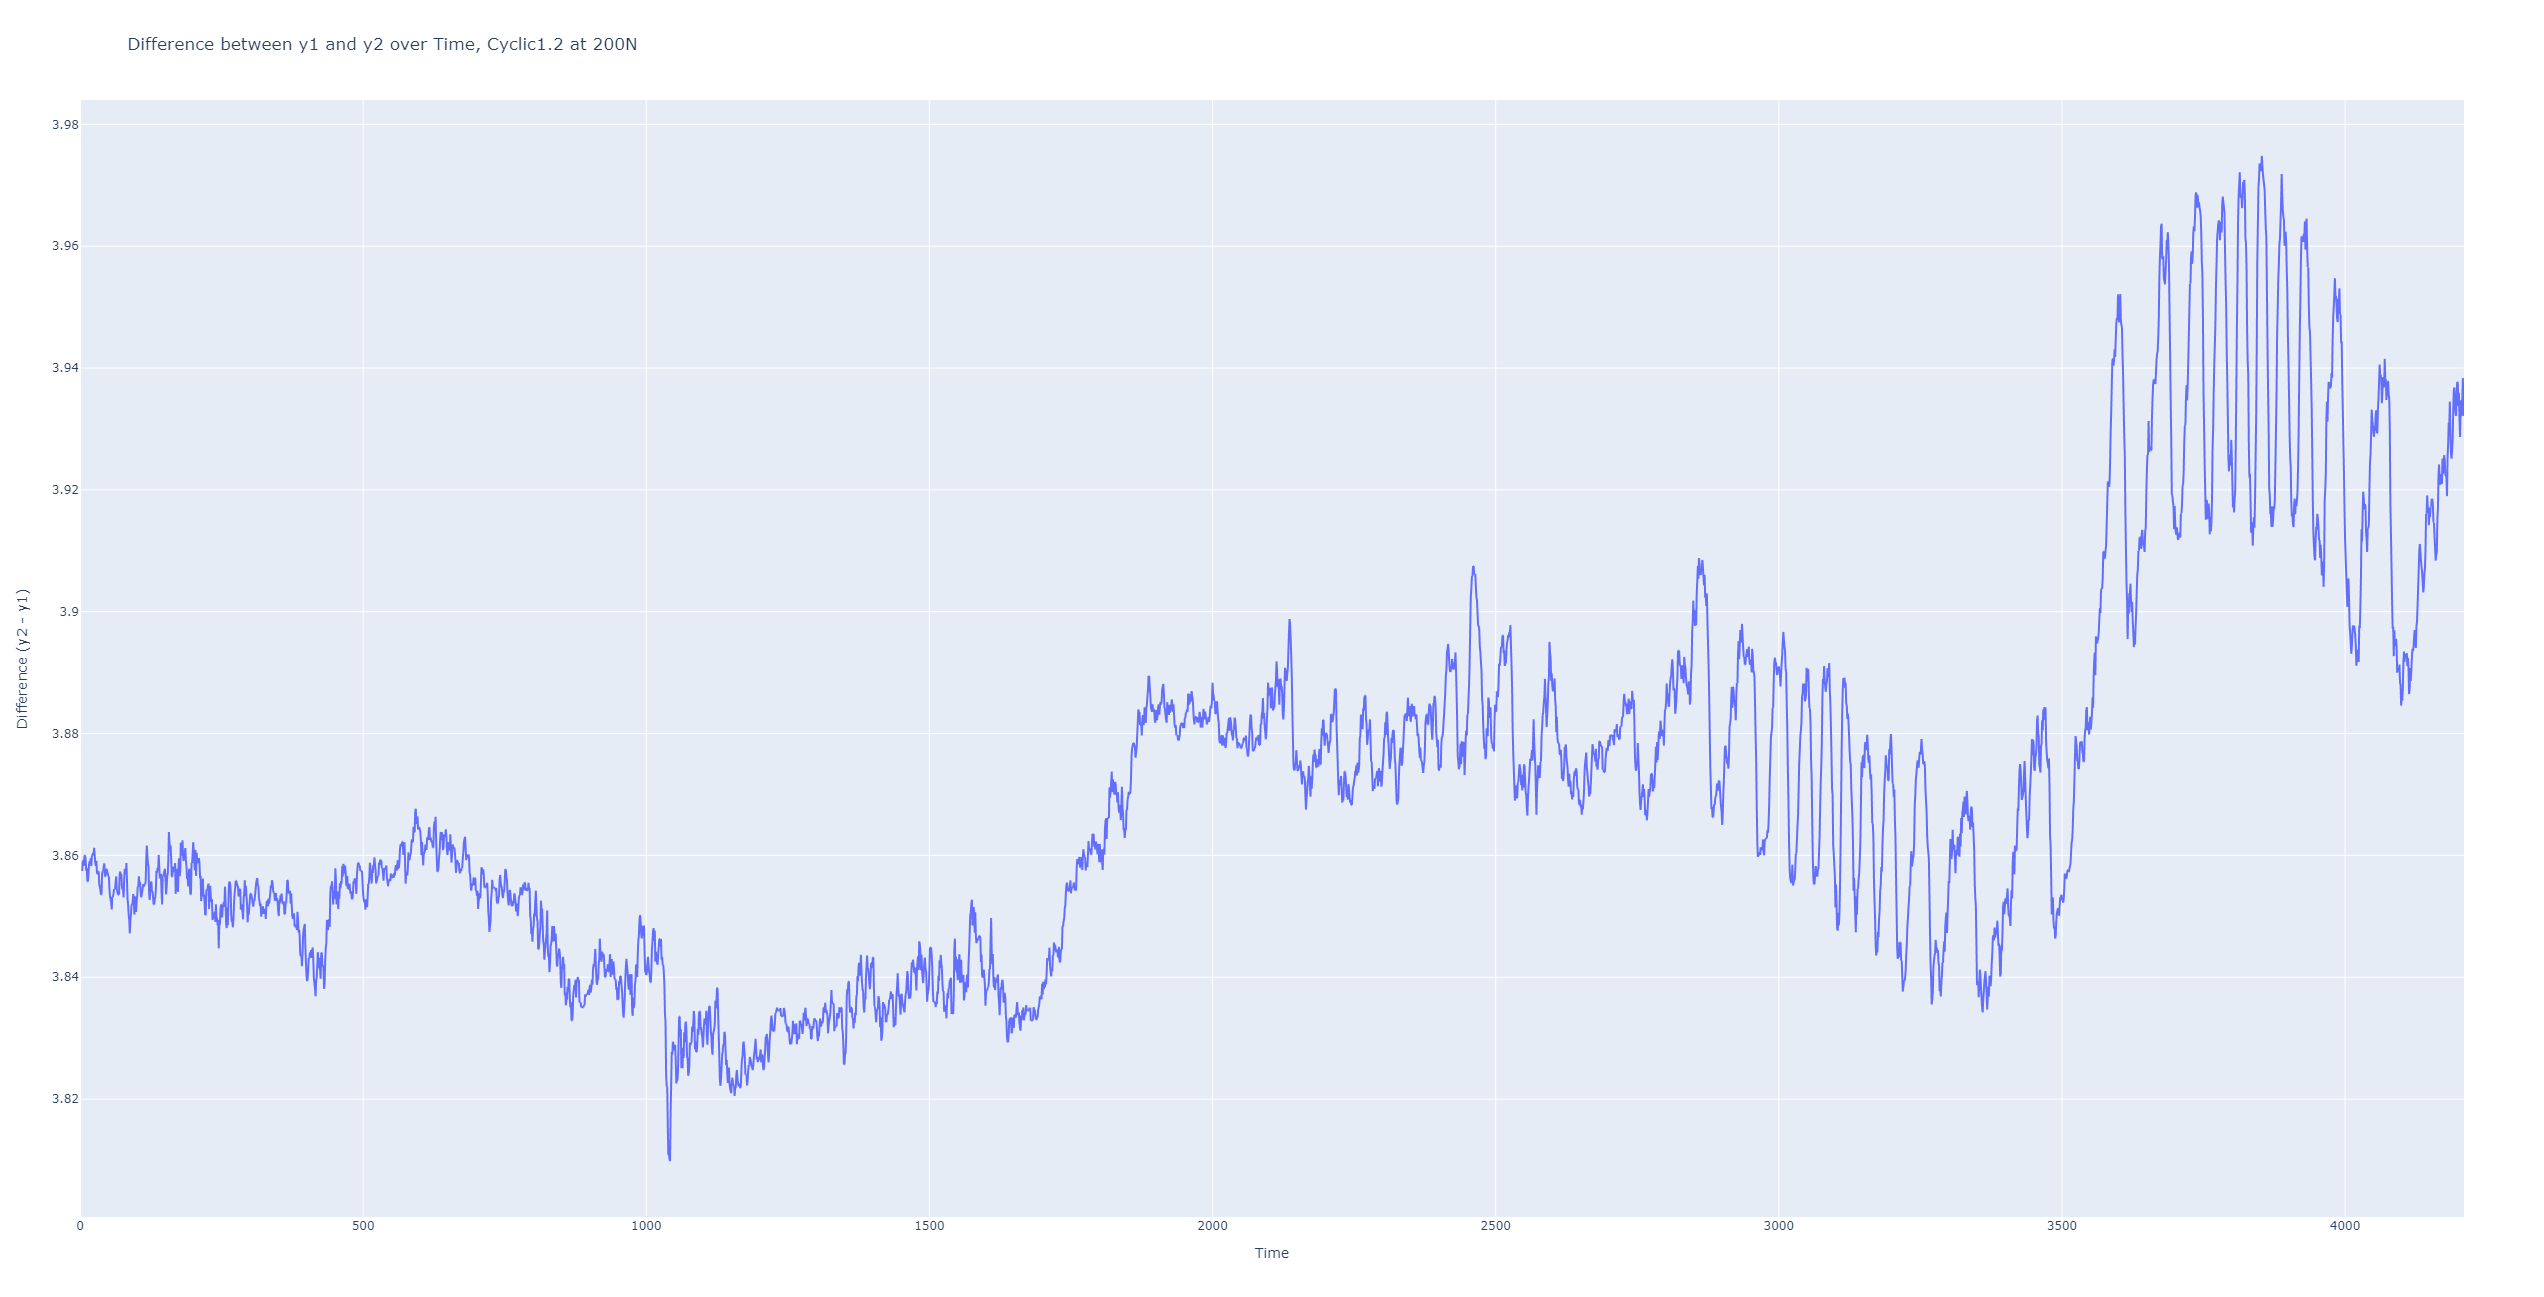 Difference between y1 and y2 over Time, Cyclic1.2 at 200N
3.98
3.96
3.94
3.92
3.9
3.88
3.86
3.84
3.82
Difference (y2 - y1)
0 500 1000 1500 2000 2500 3000 3500 4000
Time